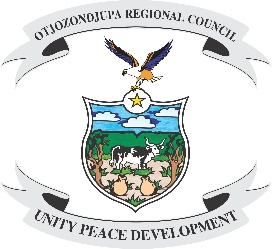 OTJOZONDJUPA REGIONAL COUNCIL
UNITY PEACE DEVELOPMENT